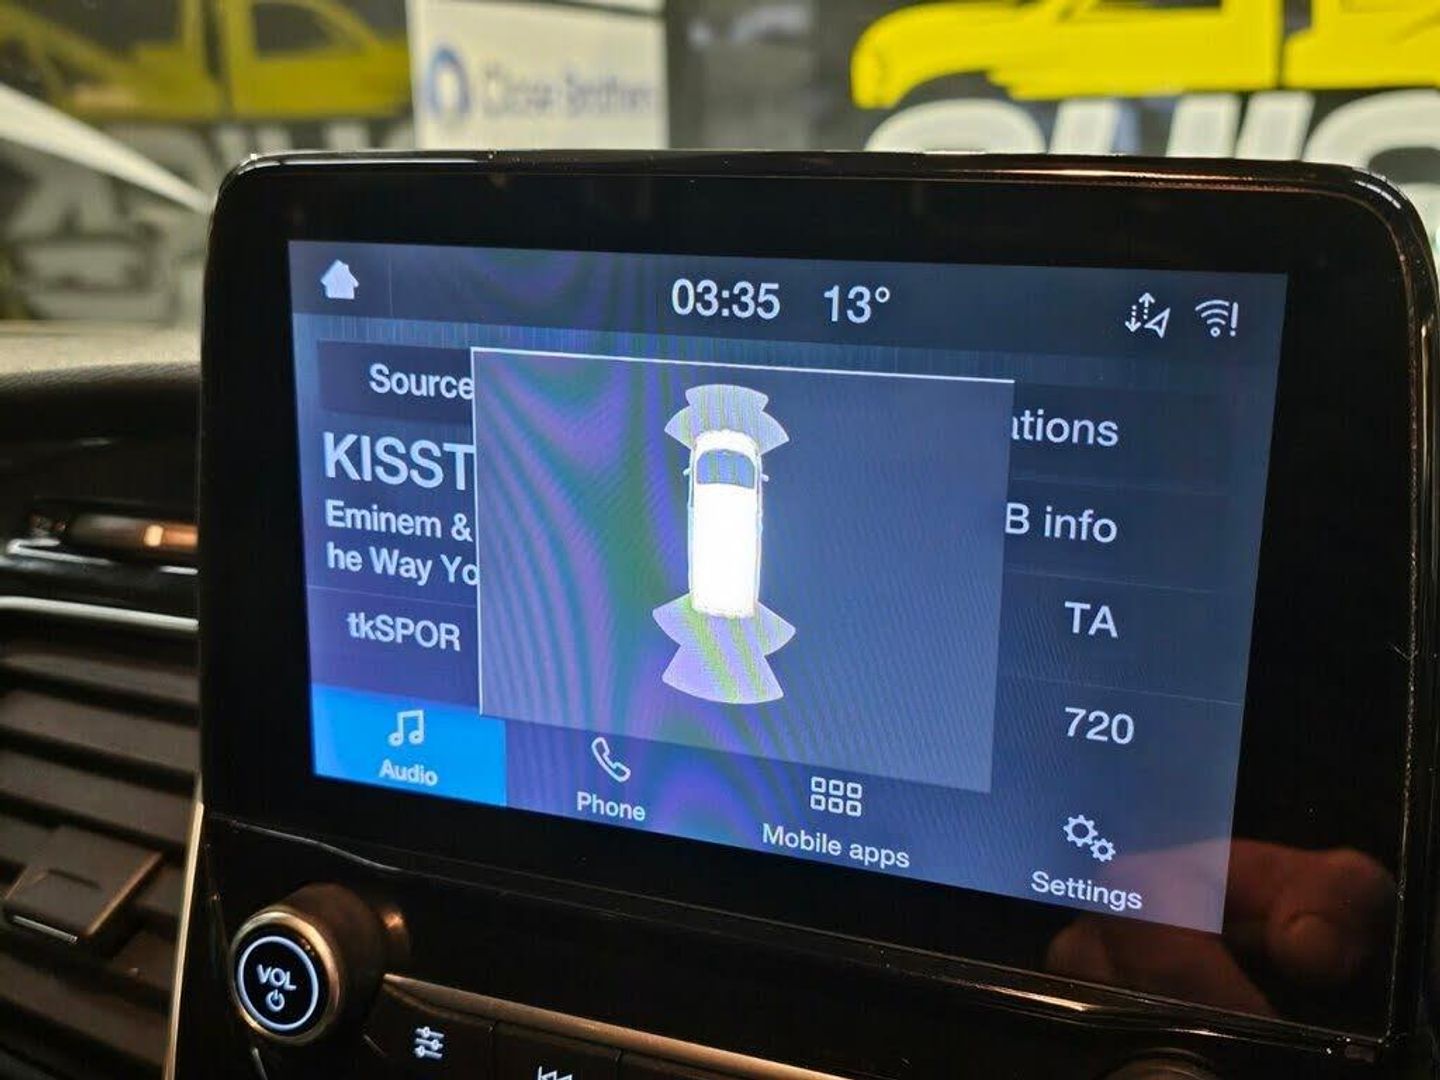 Close Brothers
03:35 13°
Source
ations
KISST
Eminem &
he Way Yo
B info
tkSPOR
TA
720
Audio
Phone
Mobile apps
Settings
VOL